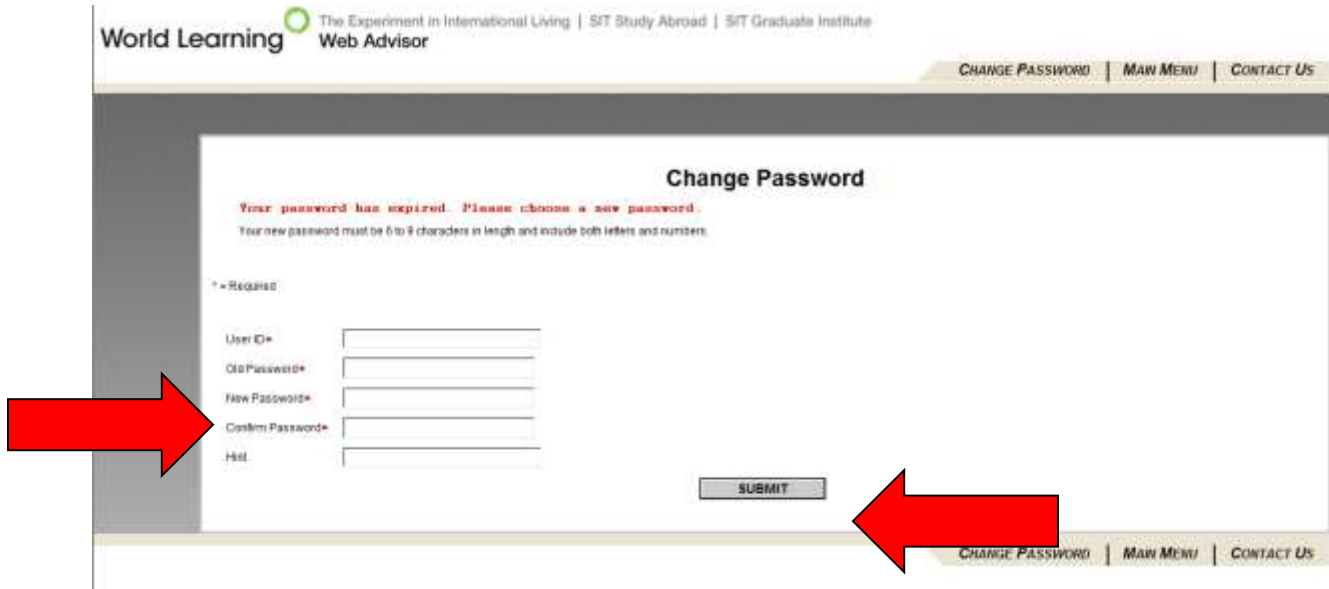 The Experiment in International Living | SIT Study Abroad | SIT Graduate Institute
World Learning Web Advisor
CHANGE PASSWORD | MAIN MENU | CONTACT US
Change Password
Your password has expired. Please choose a new password.
Your new password must be 6 to 9 characters in length and include both letters and numbers.
* = Required
User ID*
Old Password*
New Password*
Confirm Password*
Hint
SUBMIT
CHANGE PASSWORD | MAIN MENU | CONTACT US